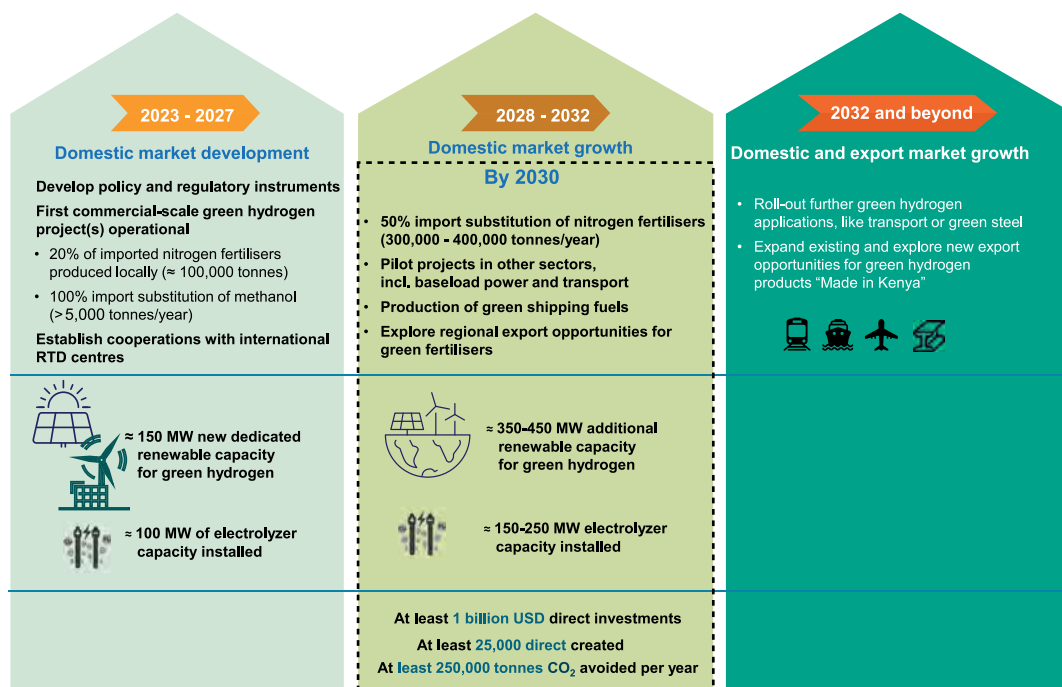 2023 - 2027
Domestic market development
Develop policy and regulatory instruments
First commercial-scale green hydrogen
project(s) operational
• 20% of imported nitrogen fertilisers
produced locally (≈ 100,000 tonnes)
• 100% import substitution of methanol
(>5,000 tonnes/year)
Establish cooperations with international
RTD centres
≈ 150 MW new dedicated
renewable capacity
for green hydrogen
≈ 100 MW of electrolyzer
capacity installed
2028 - 2032
Domestic market growth
By 2030
• 50% import substitution of nitrogen fertilisers
(300,000 - 400,000 tonnes/year)
• Pilot projects in other sectors,
incl. baseload power and transport
• Production of green shipping fuels
• Explore regional export opportunities for
green fertilisers
≈ 350-450 MW additional
renewable capacity
for green hydrogen
≈ 150-250 MW electrolyzer
capacity installed
At least 1 billion USD direct investments
At least 25,000 direct created
At least 250,000 tonnes CO₂ avoided per year
2032 and beyond
Domestic and export market growth
• Roll-out further green hydrogen
applications, like transport or green steel
• Expand existing and explore new export
opportunities for green hydrogen
products “Made in Kenya”